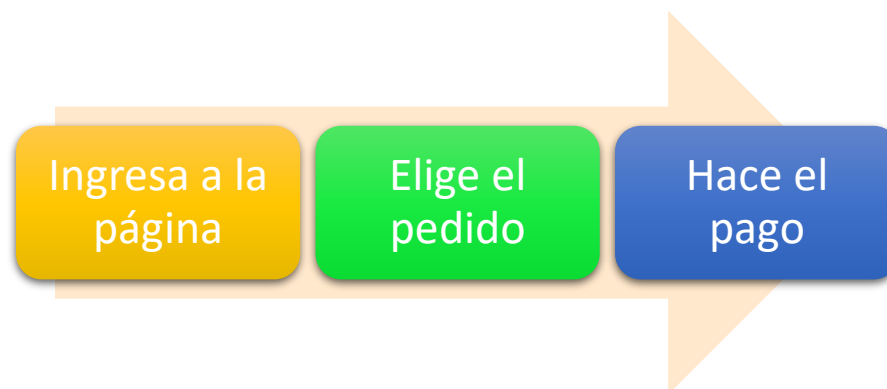 Ingresa a la
página
Elige el
pedido
Hace el
pago